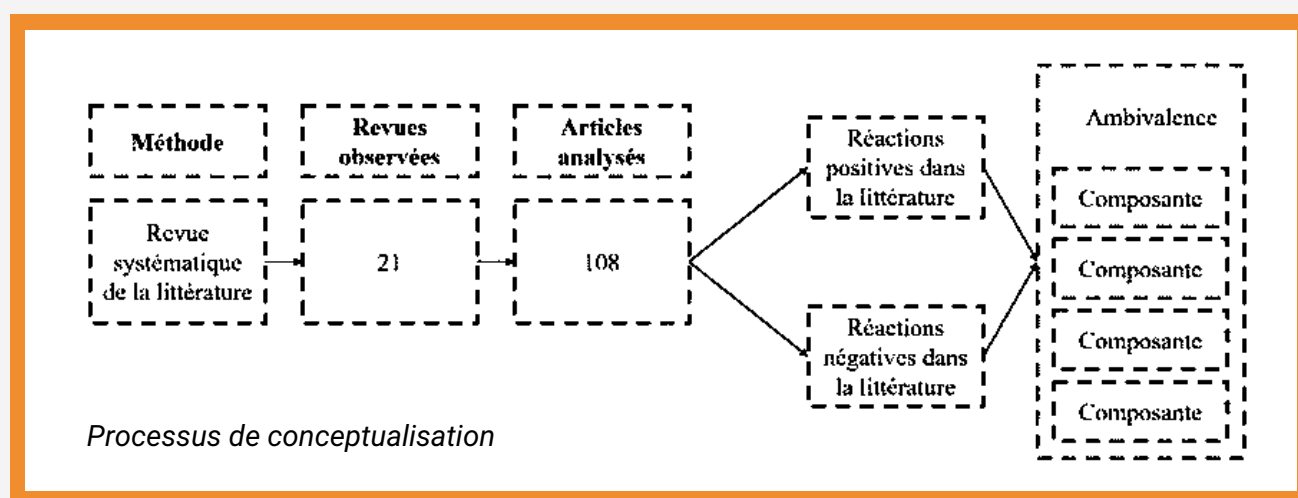 Méthode
Revues
observées
Articles
analysés
Revue
systématique
de la littérature
21
108
Réactions
positives dans
la littérature
Réactions
négatives dans
la littérature
Ambivalence
Composante
Composante
Composante
Composante
Processus de conceptualisation